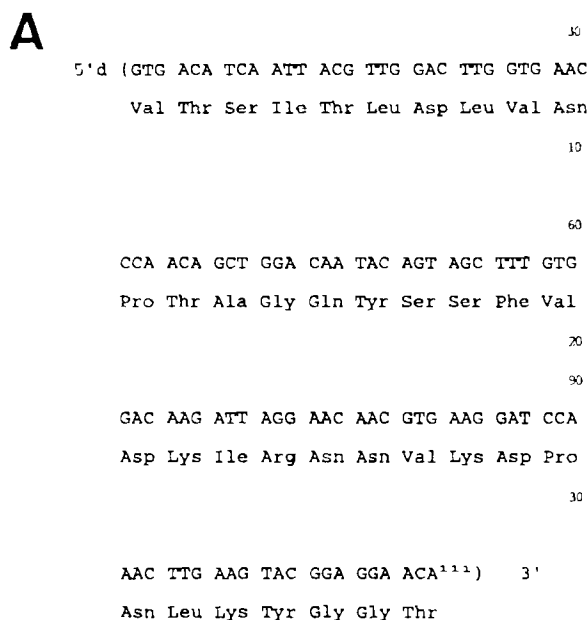 A
30
5'd (GTG ACA TCA ATT ACG TTG GAC TTG GTG AAC
Val Thr Ser Ile Thr Leu Asp Leu Val Asn
10
60
CCA ACA GCT GGA CAA TAC AGT AGC TTT GTG
Pro Thr Ala Gly Gln Tyr Ser Ser Phe Val
20
90
GAC AAG ATT AGG AAC AAC GTG AAG GAT CCA
Asp Lys Ile Arg Asn Asn Val Lys Asp Pro
30
AAC TTG AAG TAC GGA GGA ACA¹¹¹) 3'
Asn Leu Lys Tyr Gly Gly Thr